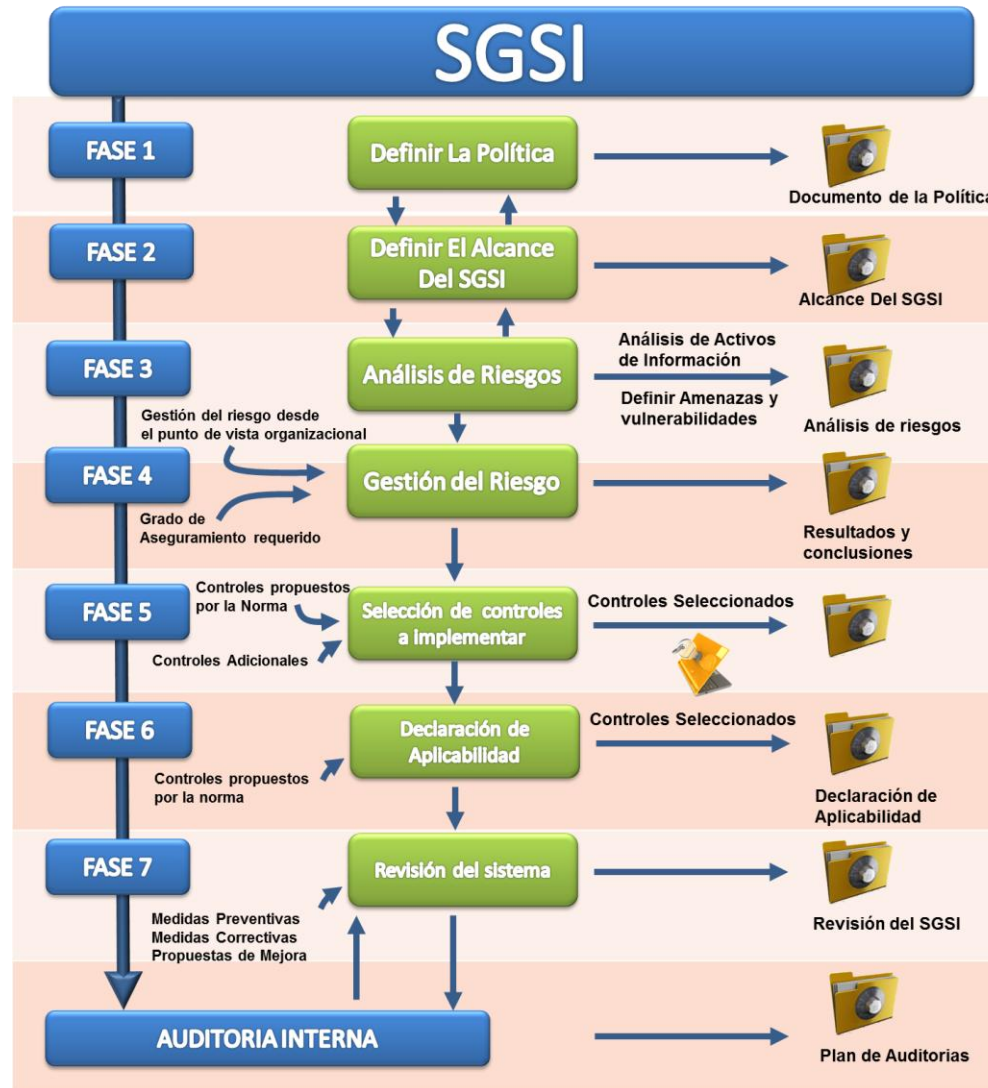 SGSI
FASE 1
Definir La Política
Documento de la Política
FASE 2
Definir El Alcance
Del SGSI
Alcance Del SGSI
FASE 3
Análisis de Riesgos
Análisis de Activos
de Información
Definir Amenazas y
vulnerabilidades
Análisis de riesgos
Gestión del riesgo desde
el punto de vista organizacional
FASE 4
Gestión del Riesgo
Grado de
Aseguramiento requerido
Resultados y
conclusiones
FASE 5
Controles propuestos
por la Norma
Controles Adicionales
Selección de controles
a implementar
Controles Seleccionados
FASE 6
Declaración de
Aplicabilidad
Controles Seleccionados
Controles propuestos
por la norma
Declaración de
Aplicabilidad
FASE 7
Revisión del sistema
Medidas Preventivas
Medidas Correctivas
Propuestas de Mejora
Revisión del SGSI
AUDITORIA INTERNA
Plan de Auditorias